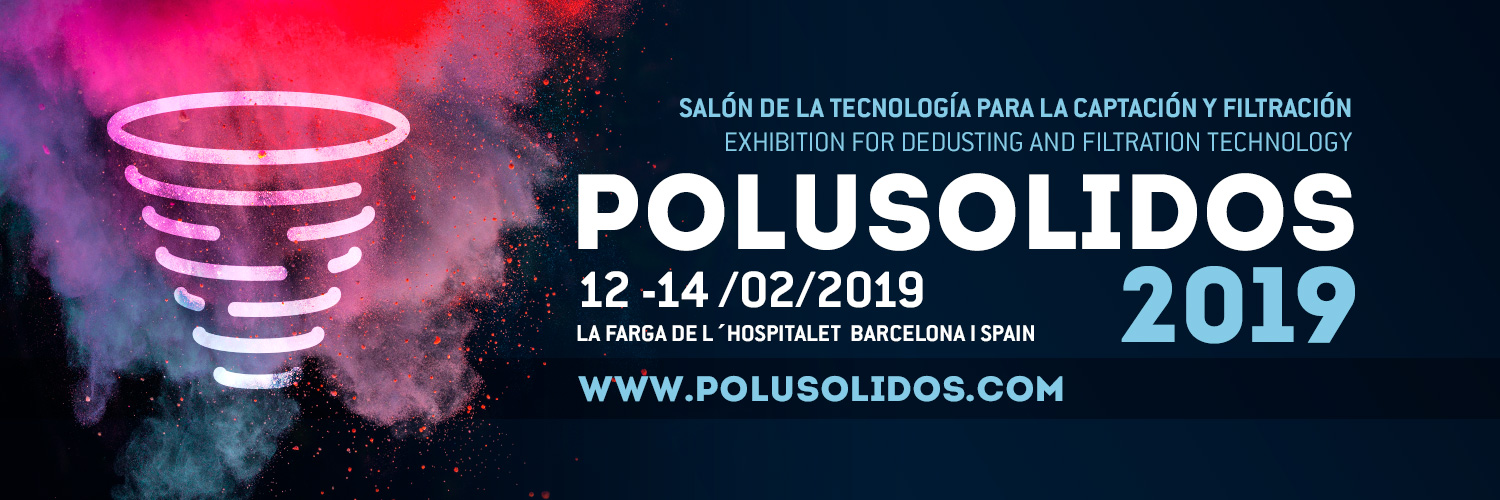 SALÓN DE LA TECNOLOGÍA PARA LA CAPTACIÓN Y FILTRACIÓN
EXHIBITION FOR DEDUSTING AND FILTRATION TECHNOLOGY
POLUSOLIDOS
12 -14 /02/2019
2019
LA FARGA DE L´HOSPITALET BARCELONA I SPAIN
WWW.POLUSOLIDOS.COM